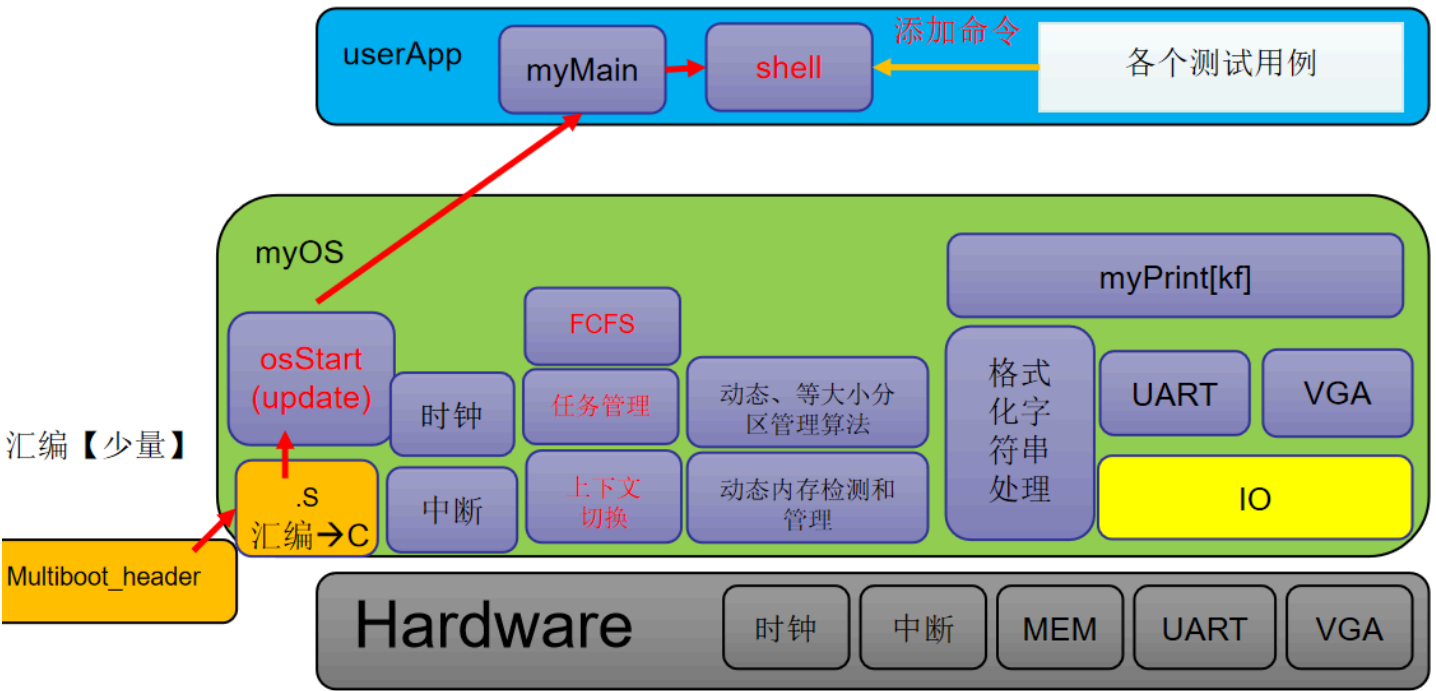 添加命令
userApp
myMain
shell
各个测试用例
myOS
myPrint[kf]
FCFS
osStart
(update)
时钟
任务管理
动态、等大小分
区管理算法
格式
化字
符串
处理
UART
VGA
汇编【少量】
.S
汇编→C
中断
上下文
切换
动态内存检测和
管理
IO
Multiboot_header
Hardware
时钟
中断
MEM
UART
VGA